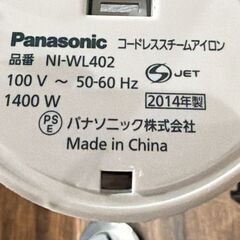 Panasonic コードレススチームアイロン
品番 NI-WL402
S JET
100 V ～ 50-60 Hz
1400 W 2014年製
PS E パナソニック株式会社
Made in China